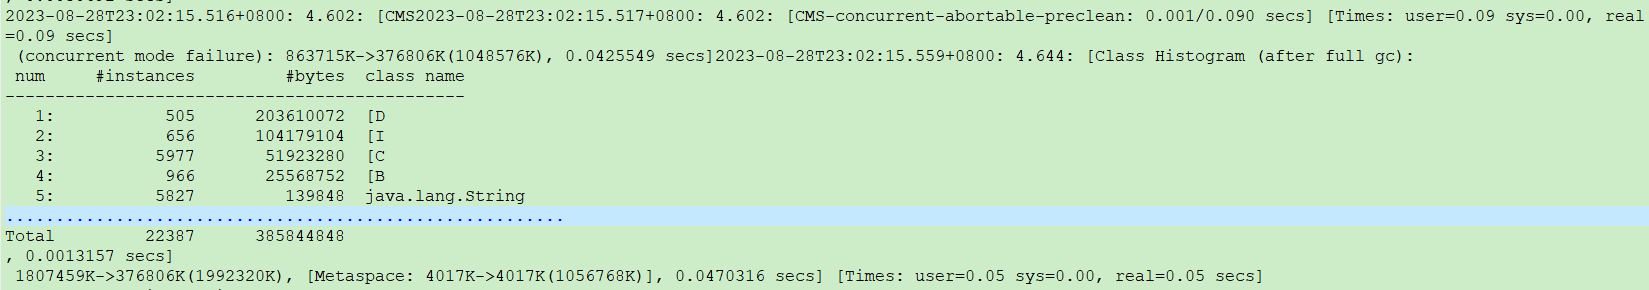 2023-08-28T23:02:15.516+0800: 4.602: [CMS2023-08-28T23:02:15.517+0800: 4.602: [CMS-concurrent-abortable-preclean: 0.001/0.090 secs] [Times: user=0.09 sys=0.00, real
=0.09 secs]
(concurrent mode failure): 863715K->376806K(1048576K), 0.0425549 secs]2023-08-28T23:02:15.559+0800: 4.644: [Class Histogram (after full gc):
num #instances #bytes class name
----------------------------------------------
1: 505 203610072 [D
2: 656 104179104 [I
3: 5977 51923280 [C
4: 966 25568752 [B
5: 5827 139848 java.lang.String
........................................................
Total 22387 385844848
, 0.0013157 secs]
1807459K->376806K(1992320K), [Metaspace: 4017K->4017K(1056768K)], 0.0470316 secs] [Times: user=0.05 sys=0.00, real=0.05 secs]